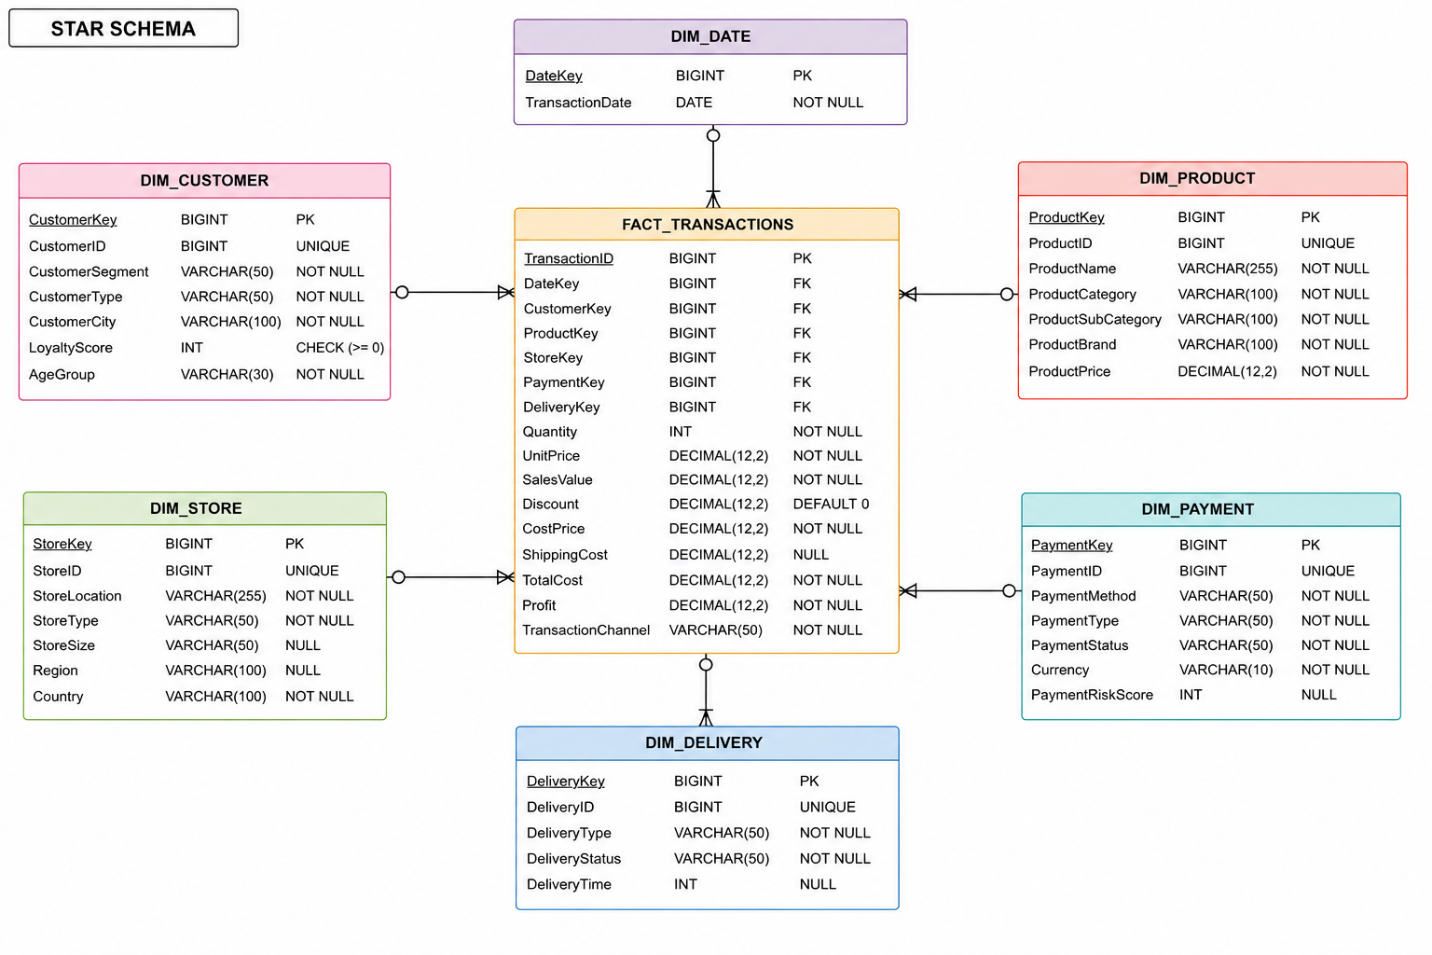 STAR SCHEMA
DIM_DATE
DateKey BIGINT PK
TransactionDate DATE NOT NULL
DIM_CUSTOMER
CustomerKey BIGINT PK
CustomerID BIGINT UNIQUE
CustomerSegment VARCHAR(50) NOT NULL
CustomerType VARCHAR(50) NOT NULL
CustomerCity VARCHAR(100) NOT NULL
LoyaltyScore INT CHECK (>= 0)
AgeGroup VARCHAR(30) NOT NULL
FACT_TRANSACTIONS
TransactionID BIGINT PK
DateKey BIGINT FK
CustomerKey BIGINT FK
ProductKey BIGINT FK
StoreKey BIGINT FK
PaymentKey BIGINT FK
DeliveryKey BIGINT FK
Quantity INT NOT NULL
UnitPrice DECIMAL(12,2) NOT NULL
SalesValue DECIMAL(12,2) NOT NULL
Discount DECIMAL(12,2) DEFAULT 0
CostPrice DECIMAL(12,2) NOT NULL
ShippingCost DECIMAL(12,2) NULL
TotalCost DECIMAL(12,2) NOT NULL
Profit DECIMAL(12,2) NOT NULL
TransactionChannel VARCHAR(50) NOT NULL
DIM_PRODUCT
ProductKey BIGINT PK
ProductID BIGINT UNIQUE
ProductName VARCHAR(255) NOT NULL
ProductCategory VARCHAR(100) NOT NULL
ProductSubCategory VARCHAR(100) NOT NULL
ProductBrand VARCHAR(100) NOT NULL
ProductPrice DECIMAL(12,2) NOT NULL
DIM_STORE
StoreKey BIGINT PK
StoreID BIGINT UNIQUE
StoreLocation VARCHAR(255) NOT NULL
StoreType VARCHAR(50) NOT NULL
StoreSize VARCHAR(50) NULL
Region VARCHAR(100) NULL
Country VARCHAR(100) NOT NULL
DIM_PAYMENT
PaymentKey BIGINT PK
PaymentID BIGINT UNIQUE
PaymentMethod VARCHAR(50) NOT NULL
PaymentType VARCHAR(50) NOT NULL
PaymentStatus VARCHAR(50) NOT NULL
Currency VARCHAR(10) NOT NULL
PaymentRiskScore INT NULL
DIM_DELIVERY
DeliveryKey BIGINT PK
DeliveryID BIGINT UNIQUE
DeliveryType VARCHAR(50) NOT NULL
DeliveryStatus VARCHAR(50) NOT NULL
DeliveryTime INT NULL